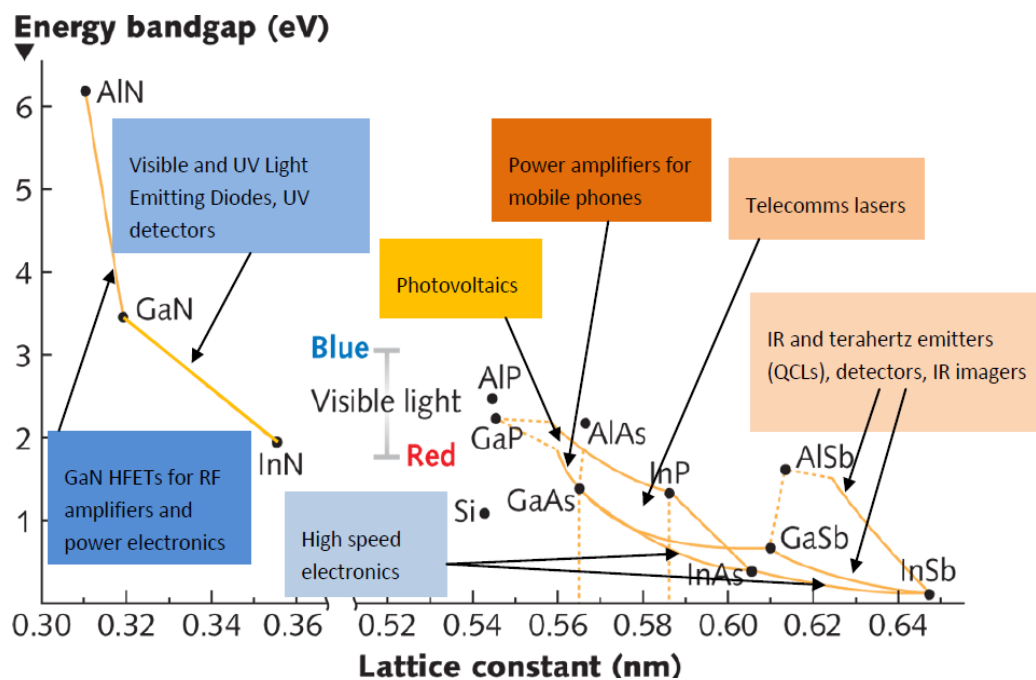 Energy bandgap (eV)
AlN
6
Visible and UV Light
Emitting Diodes, UV
detectors
Power amplifiers for
mobile phones
Telecomms lasers
5
4
Photovoltaics
GaN
IR and terahertz emitters
(QCLs), detectors, IR imagers
3
Blue
Visible light
Red
AlP
GaP
AlAs
2
InN
InP
AlSb
GaN HFETs for RF
amplifiers and
power electronics
Si
GaAs
1
High speed
electronics
GaSb
InAs
InSb
0.30 0.32 0.34 0.36 0.52 0.54 0.56 0.58 0.60 0.62 0.64
Lattice constant (nm)